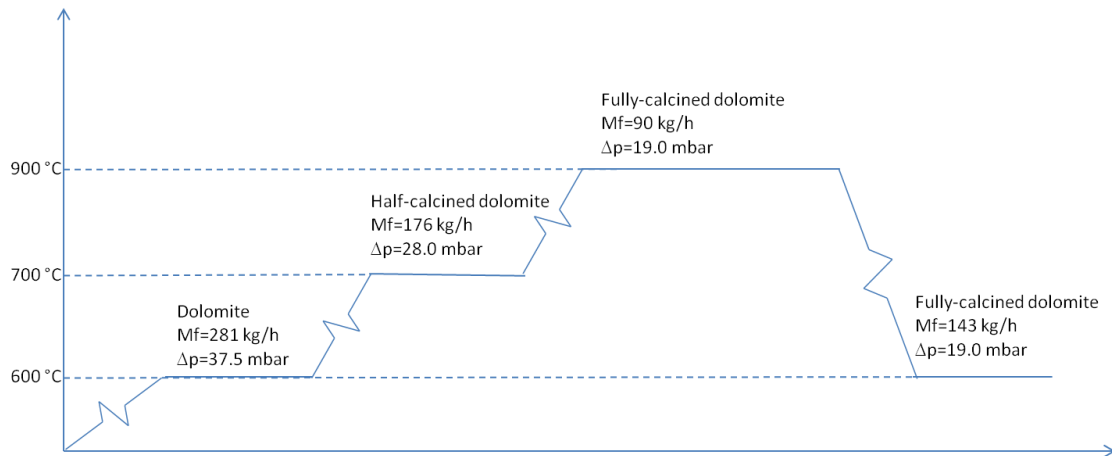 Fully-calcined dolomite
Mf=90 kg/h
Δp=19.0 mbar
900 °C
Half-calcined dolomite
Mf=176 kg/h
Δp=28.0 mbar
700 °C
Dolomite
Mf=281 kg/h
Δp=37.5 mbar
Fully-calcined dolomite
Mf=143 kg/h
Δp=19.0 mbar
600 °C